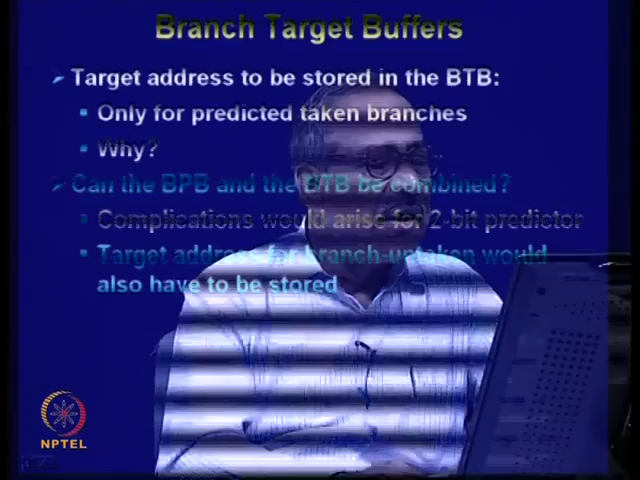 Branch Target Buffers
Target address to be stored in the BTB:
Only for predicted taken branches
Why?
Can the BPB and the BTB be combined?
Complications would arise for 2-bit predictor
Target address for branch-untaken would
also have to be stored
NPTEL